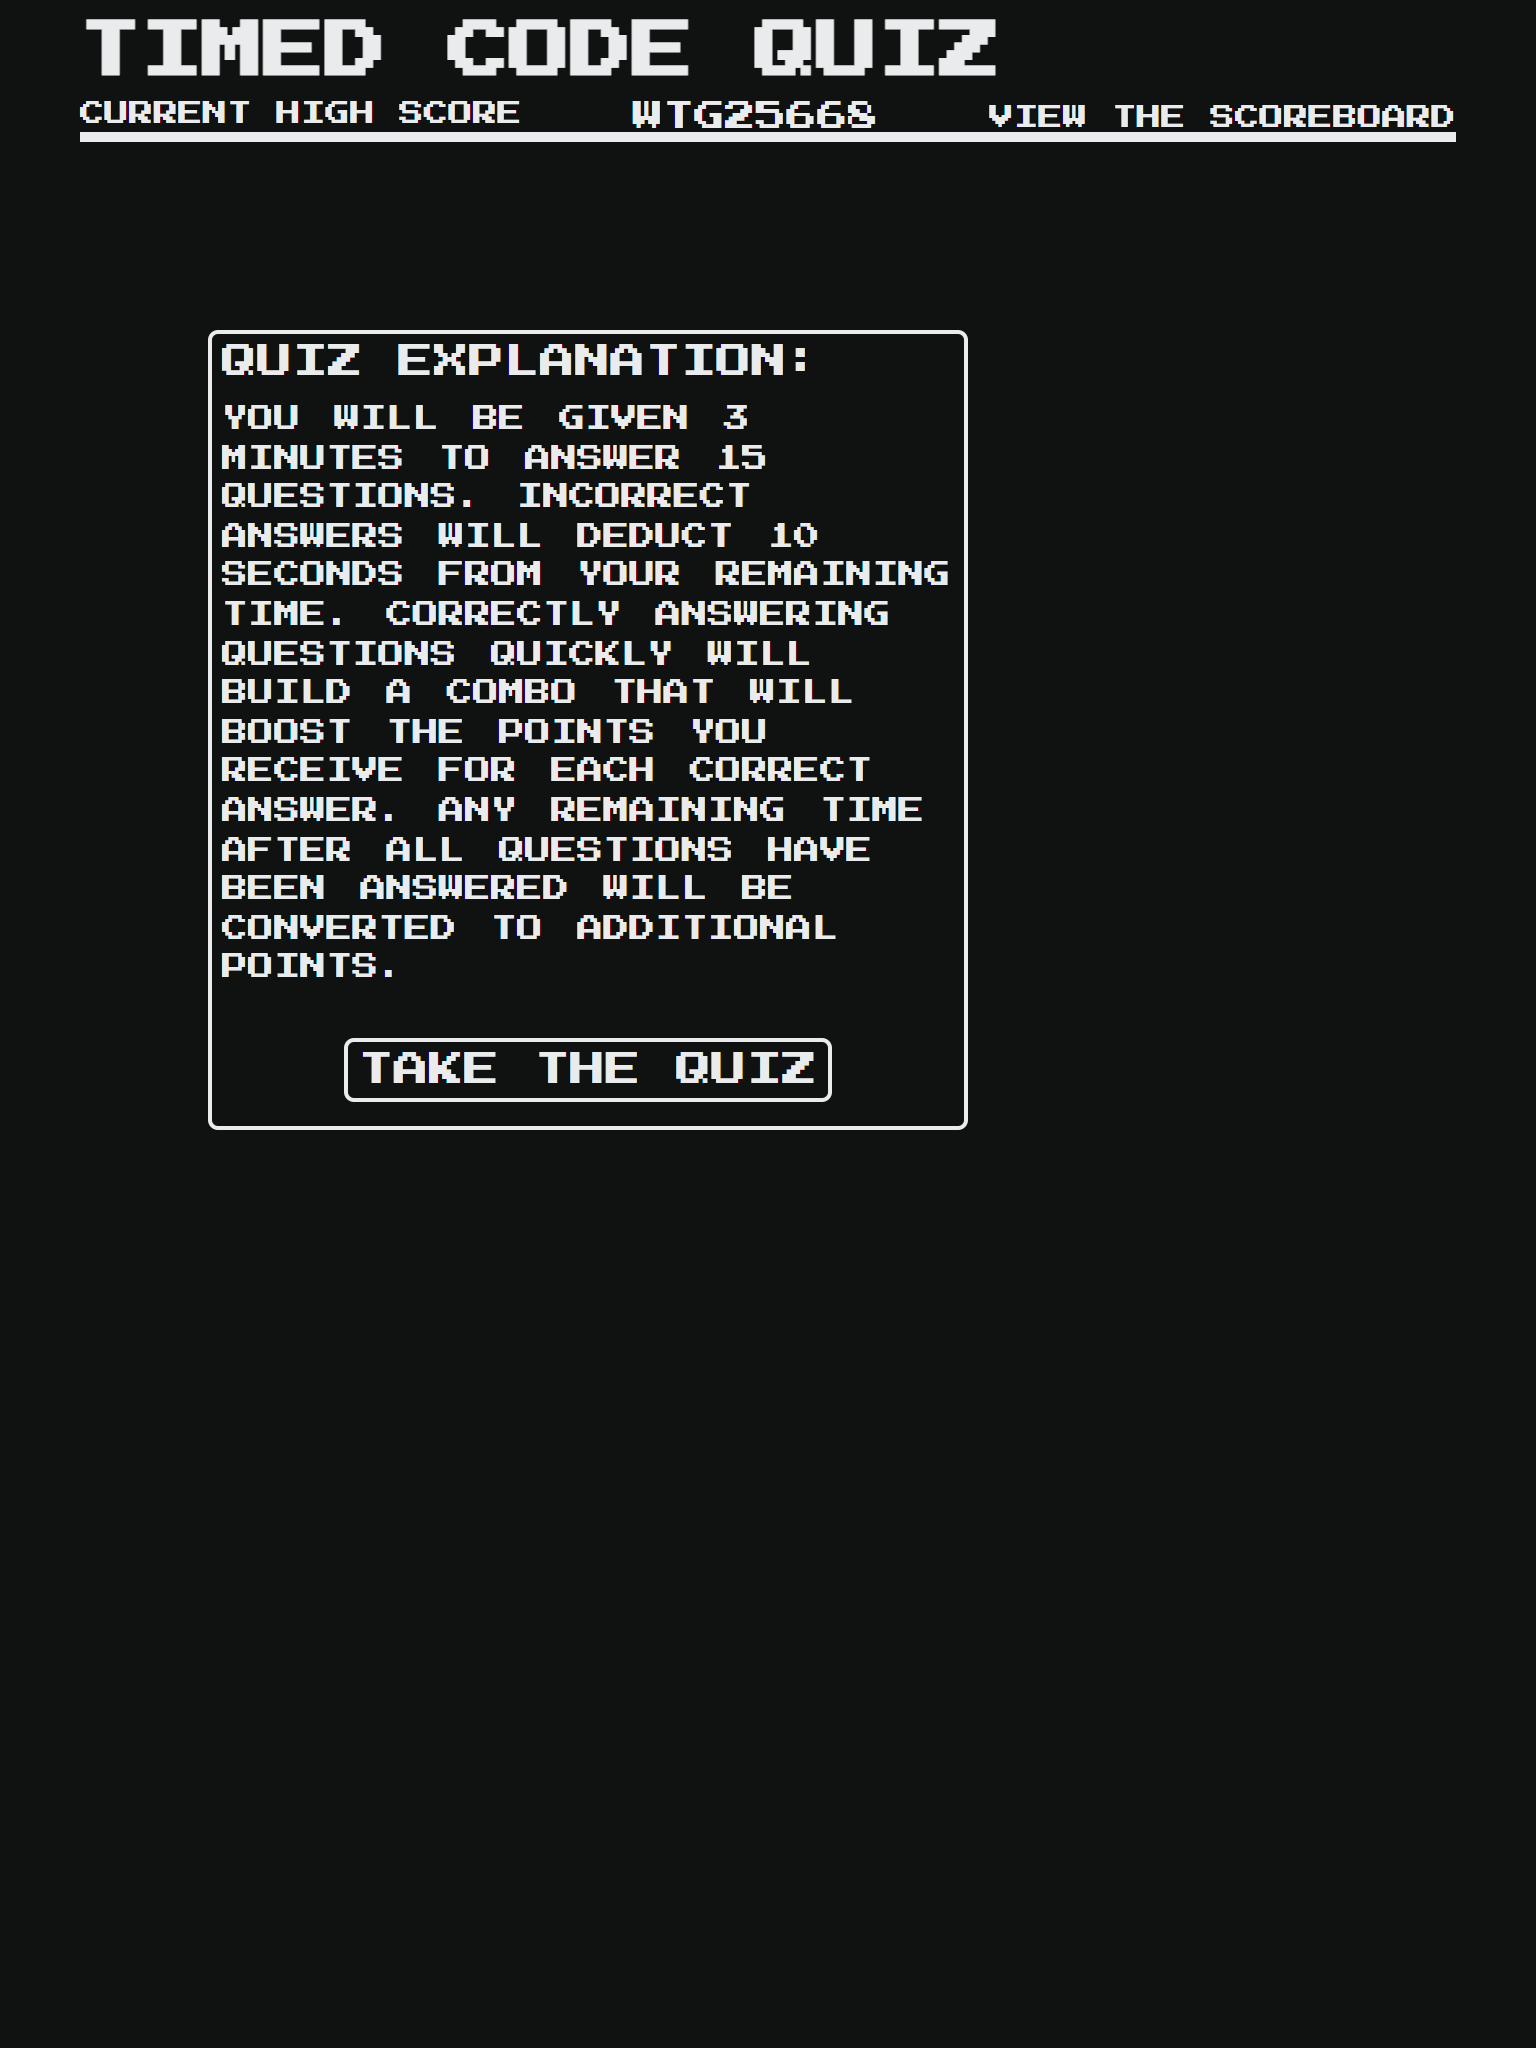 TIMED CODE QUIZ
CURRENT HIGH SCORE WTG25668 VIEW THE SCOREBOARD
QUIZ EXPLANATION:
YOU WILL BE GIVEN 3
MINUTES TO ANSWER 15
QUESTIONS. INCORRECT
ANSWERS WILL DEDUCT 10
SECONDS FROM YOUR REMAINING
TIME. CORRECTLY ANSWERING
QUESTIONS QUICKLY WILL
BUILD A COMBO THAT WILL
BOOST THE POINTS YOU
RECEIVE FOR EACH CORRECT
ANSWER. ANY REMAINING TIME
AFTER ALL QUESTIONS HAVE
BEEN ANSWERED WILL BE
CONVERTED TO ADDITIONAL
POINTS.
TAKE THE QUIZ